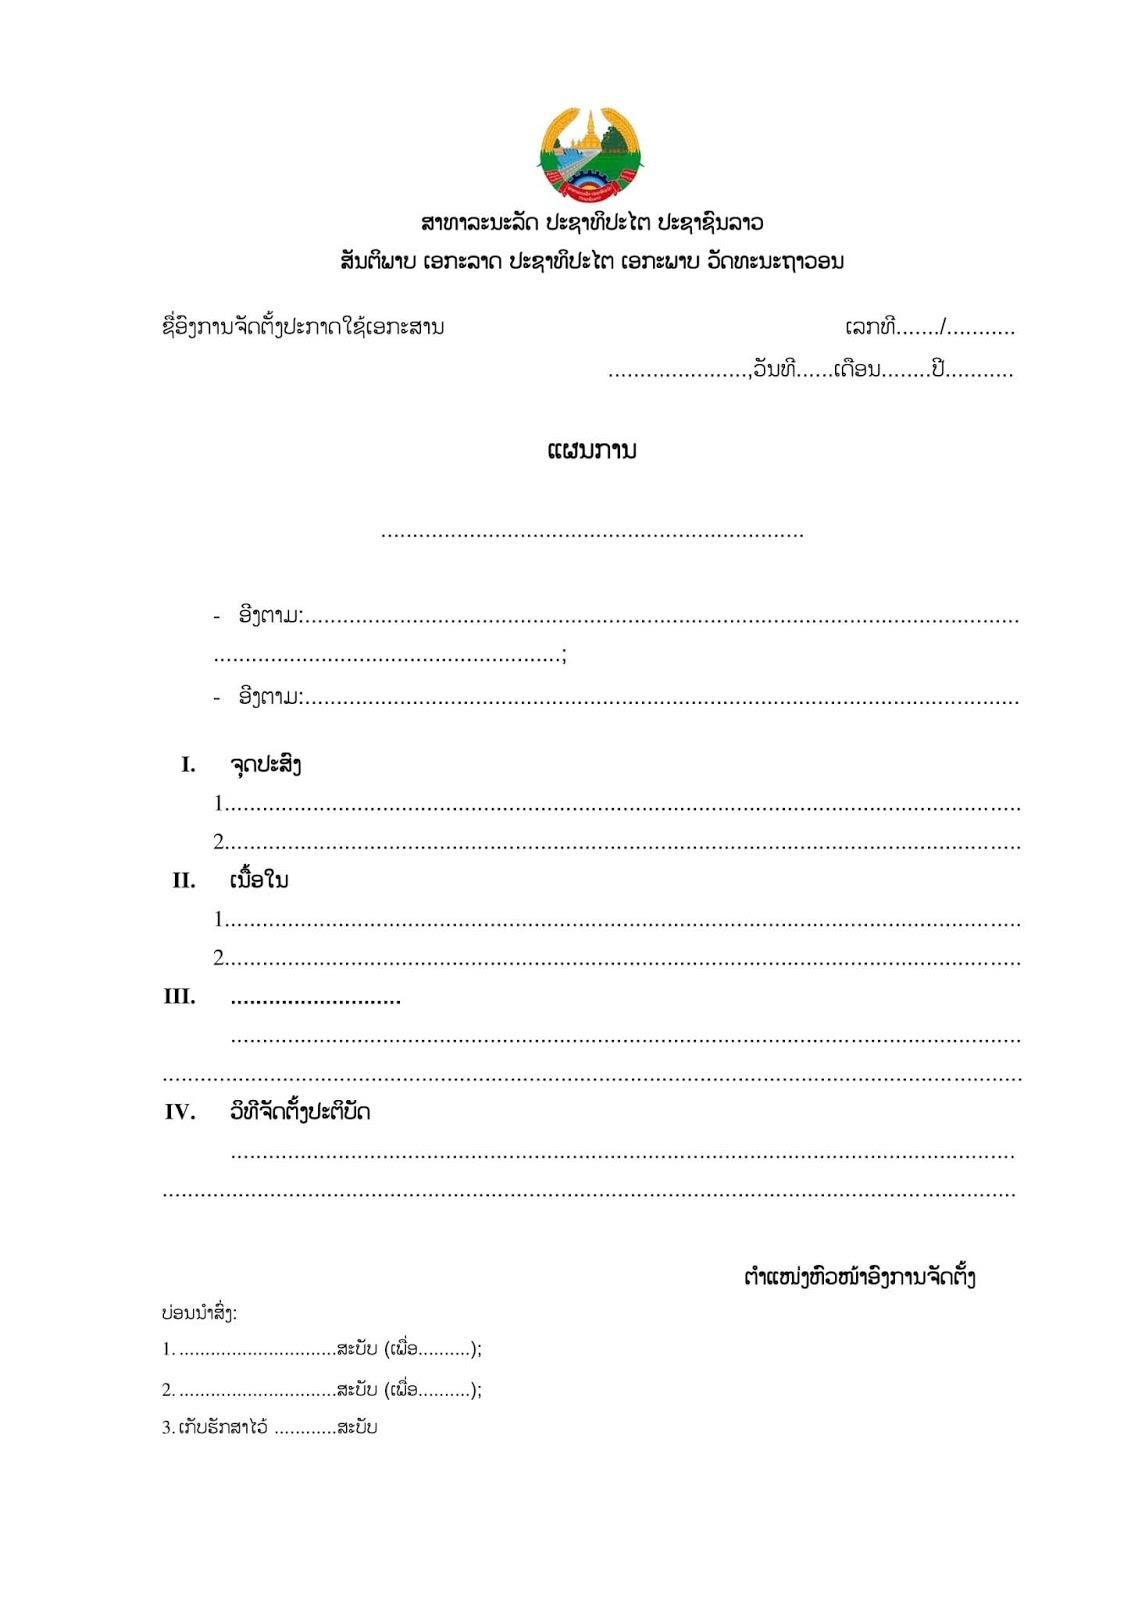 ສາທາລະນະລັດ ປະຊາທິປະໄຕ ປະຊາຊົນລາວ
ສັນຕິພາບ ເອກະລາດ ປະຊາທິປະໄຕ ເອກະພາບ ວັດທະນະຖາວອນ
ຊື່ອົງການຈັດຕັ້ງປະກາດໃຊ້ເອກະສານ ເລກທີ......./...........
......................,ວັນທີ......ເດືອນ........ປີ...........
ແຜນການ
...................................................................
- ອີງຕາມ:.................................................................................................................
.......................................................;
- ອີງຕາມ:.................................................................................................................
I. ຈຸດປະສົງ
1..............................................................................................................................
2..............................................................................................................................
II. ເນື້ອໃນ
1..............................................................................................................................
2..............................................................................................................................
III. ...........................
.............................................................................................................................
........................................................................................................................................
IV. ວິທີຈັດຕັ້ງປະຕິບັດ
............................................................................................................................
.......................................................................................................................................
ຕຳແໜ່ງຫົວໜ້າອົງການຈັດຕັ້ງ
ບ່ອນນຳສົ່ງ:
1. ..............................ສະບັບ (ເພື່ອ..........);
2. ..............................ສະບັບ (ເພື່ອ..........);
3. ເກັບຮັກສາໄວ້ ............ສະບັບ